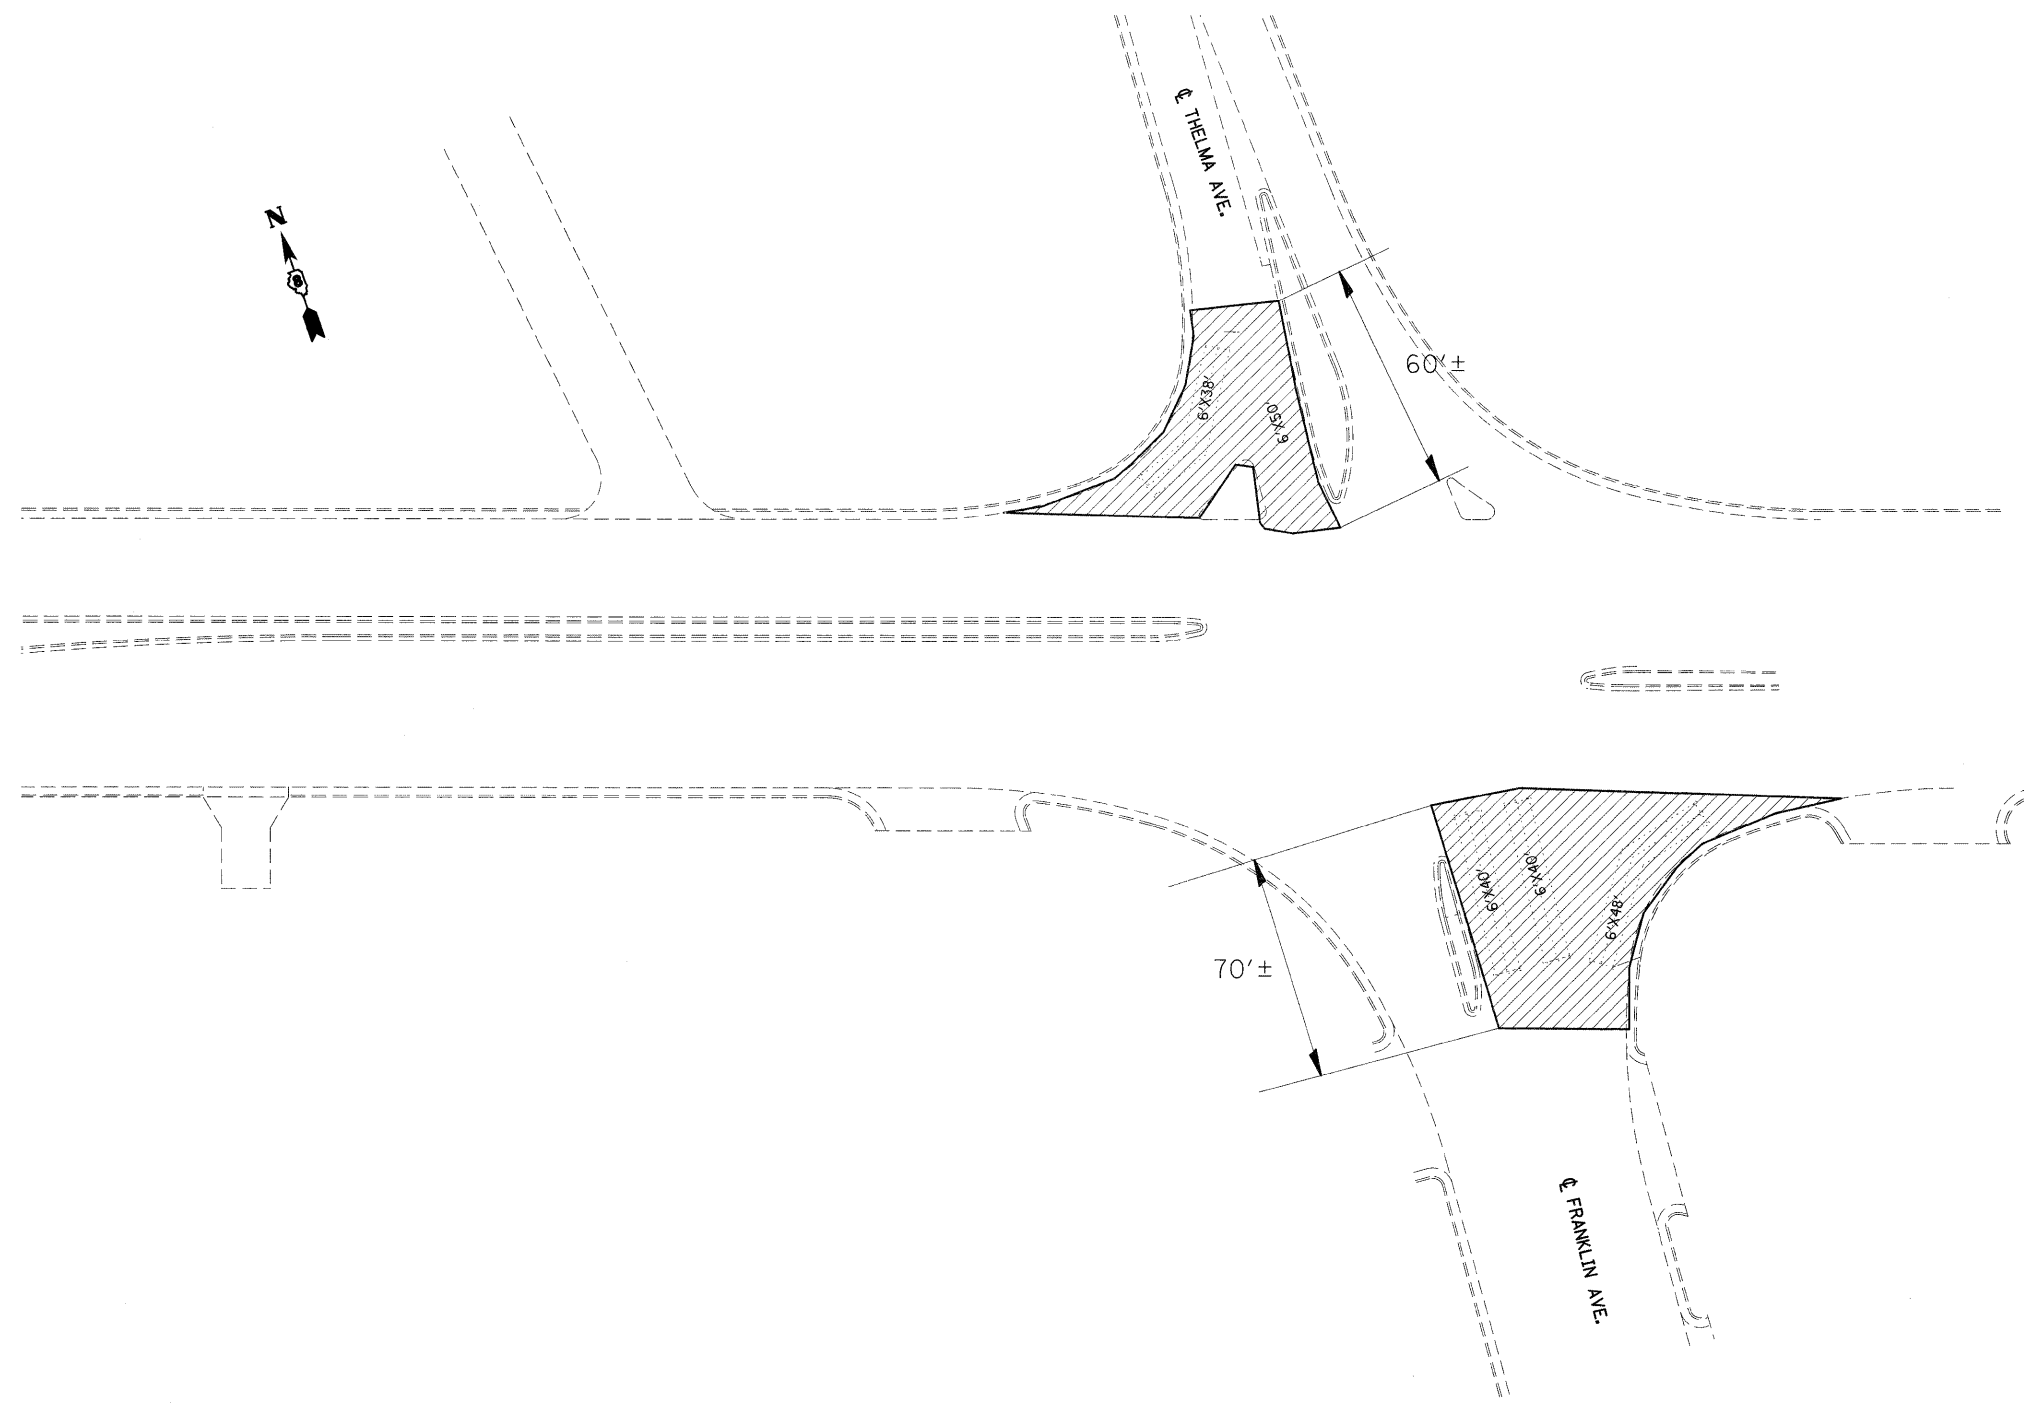 ℄ THELMA AVE.
N
60'±
6'X38'
6'X50'
6'X40'
6'X40'
6'X48'
70'±
℄ FRANKLIN AVE.